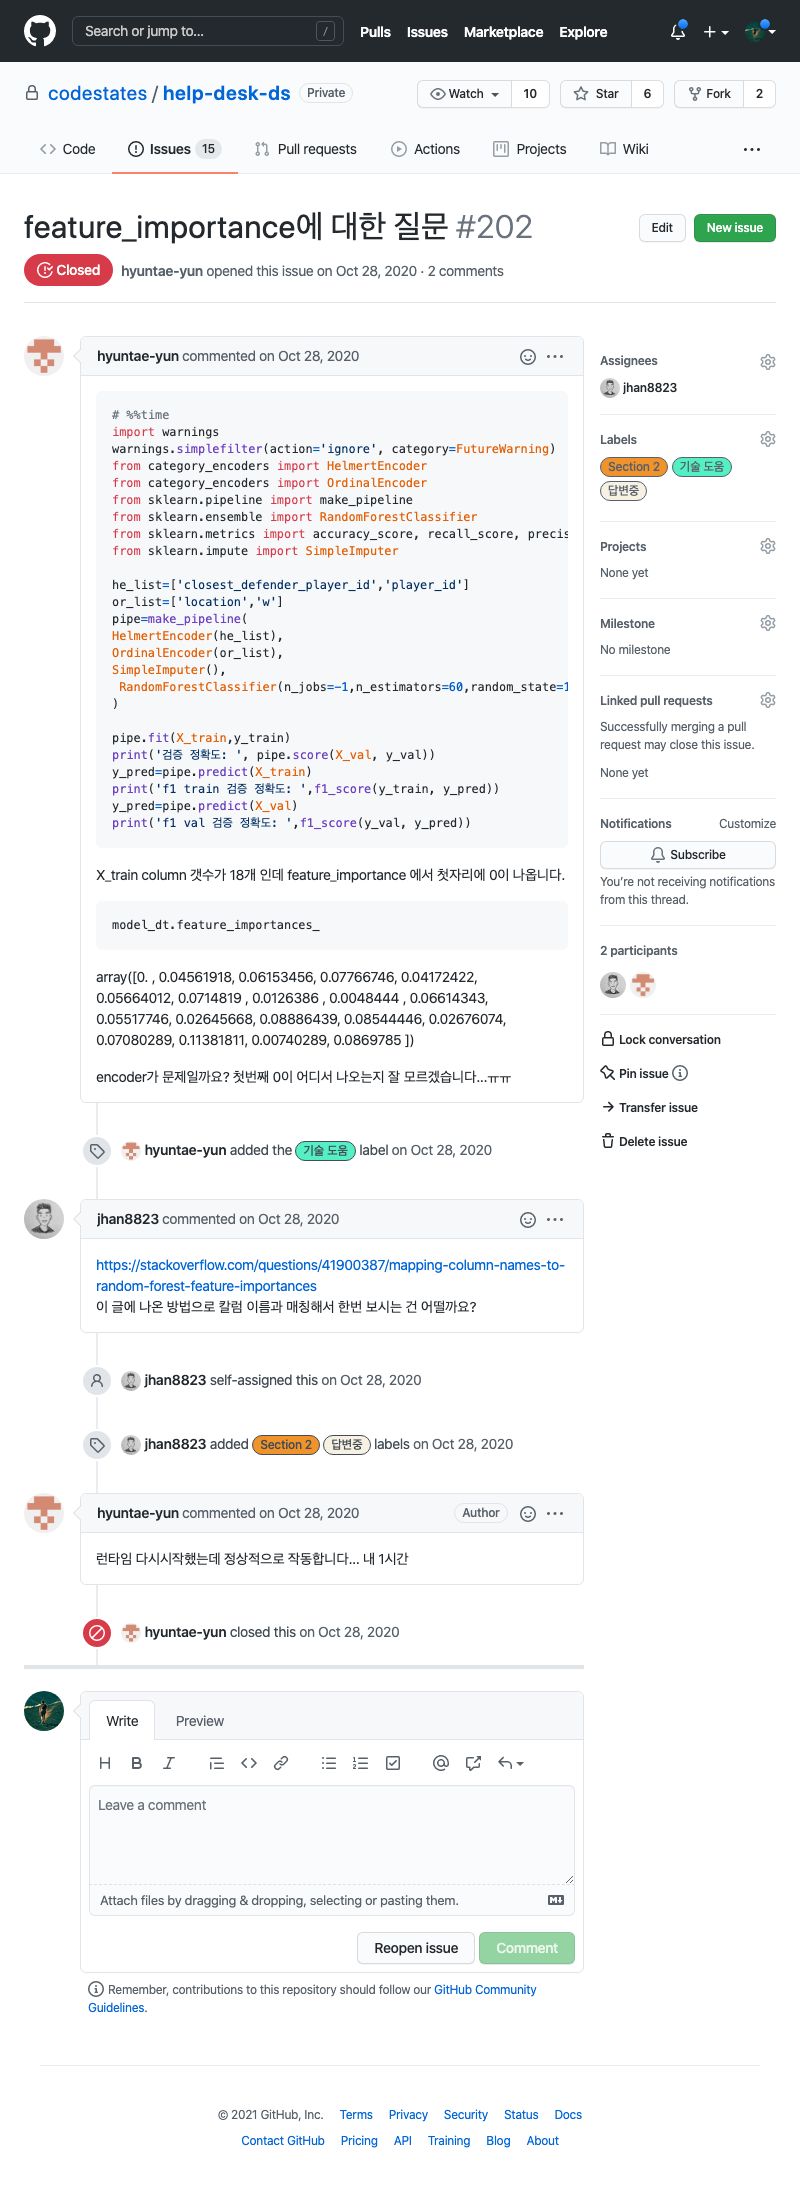 Search or jump to... /
Pulls Issues Marketplace Explore
codestates / help-desk-ds Private
Watch 10 Star 6 Fork 2
Code Issues 15 Pull requests Actions Projects Wiki ...
feature_importance에 대한 질문 #202
Edit New issue
Closed hyuntae-yun opened this issue on Oct 28, 2020 · 2 comments
hyuntae-yun commented on Oct 28, 2020
# %%time
import warnings
warnings.simplefilter(action='ignore', category=FutureWarning)
from category_encoders import HelmertEncoder
from category_encoders import OrdinalEncoder
from sklearn.pipeline import make_pipeline
from sklearn.ensemble import RandomForestClassifier
from sklearn.metrics import accuracy_score, recall_score, precis
from sklearn.impute import SimpleImputer
he_list=['closest_defender_player_id','player_id']
or_list=['location','w']
pipe=make_pipeline(
HelmertEncoder(he_list),
OrdinalEncoder(or_list),
SimpleImputer(),
RandomForestClassifier(n_jobs=-1,n_estimators=60,random_state=1
)
pipe.fit(X_train,y_train)
print('검증 정확도: ', pipe.score(X_val, y_val))
y_pred=pipe.predict(X_train)
print('f1 train 검증 정확도: ',f1_score(y_train, y_pred))
y_pred=pipe.predict(X_val)
print('f1 val 검증 정확도: ',f1_score(y_val, y_pred))
X_train column 갯수가 18개 인데 feature_importance 에서 첫자리에 0이 나옵니다.
model_dt.feature_importances_
array([0. , 0.04561918, 0.06153456, 0.07766746, 0.04172422,
0.05664012, 0.0714819 , 0.0126386 , 0.0048444 , 0.06614343,
0.05517746, 0.02645668, 0.08886439, 0.08544446, 0.02676074,
0.07080289, 0.11381811, 0.00740289, 0.0869785 ])
encoder가 문제일까요? 첫번째 0이 어디서 나오는지 잘 모르겠습니다...ㅠㅠ
hyuntae-yun added the 기술 도움 label on Oct 28, 2020
jhan8823 commented on Oct 28, 2020
https://stackoverflow.com/questions/41900387/mapping-column-names-to-
random-forest-feature-importances
이 글에 나온 방법으로 칼럼 이름과 매칭해서 한번 보시는 건 어떨까요?
jhan8823 self-assigned this on Oct 28, 2020
jhan8823 added Section 2 답변중 labels on Oct 28, 2020
hyuntae-yun commented on Oct 28, 2020 Author
런타임 다시시작했는데 정상적으로 작동합니다... 내 1시간
hyuntae-yun closed this on Oct 28, 2020
Write Preview
Leave a comment
Attach files by dragging & dropping, selecting or pasting them.
Reopen issue Comment
Remember, contributions to this repository should follow our GitHub Community
Guidelines.
Assignees
jhan8823
Labels
Section 2 기술 도움
답변중
Projects
None yet
Milestone
No milestone
Linked pull requests
Successfully merging a pull
request may close this issue.
None yet
Notifications Customize
Subscribe
You're not receiving notifications
from this thread.
2 participants
Lock conversation
Pin issue
Transfer issue
Delete issue
© 2021 GitHub, Inc. Terms Privacy Security Status Docs
Contact GitHub Pricing API Training Blog About